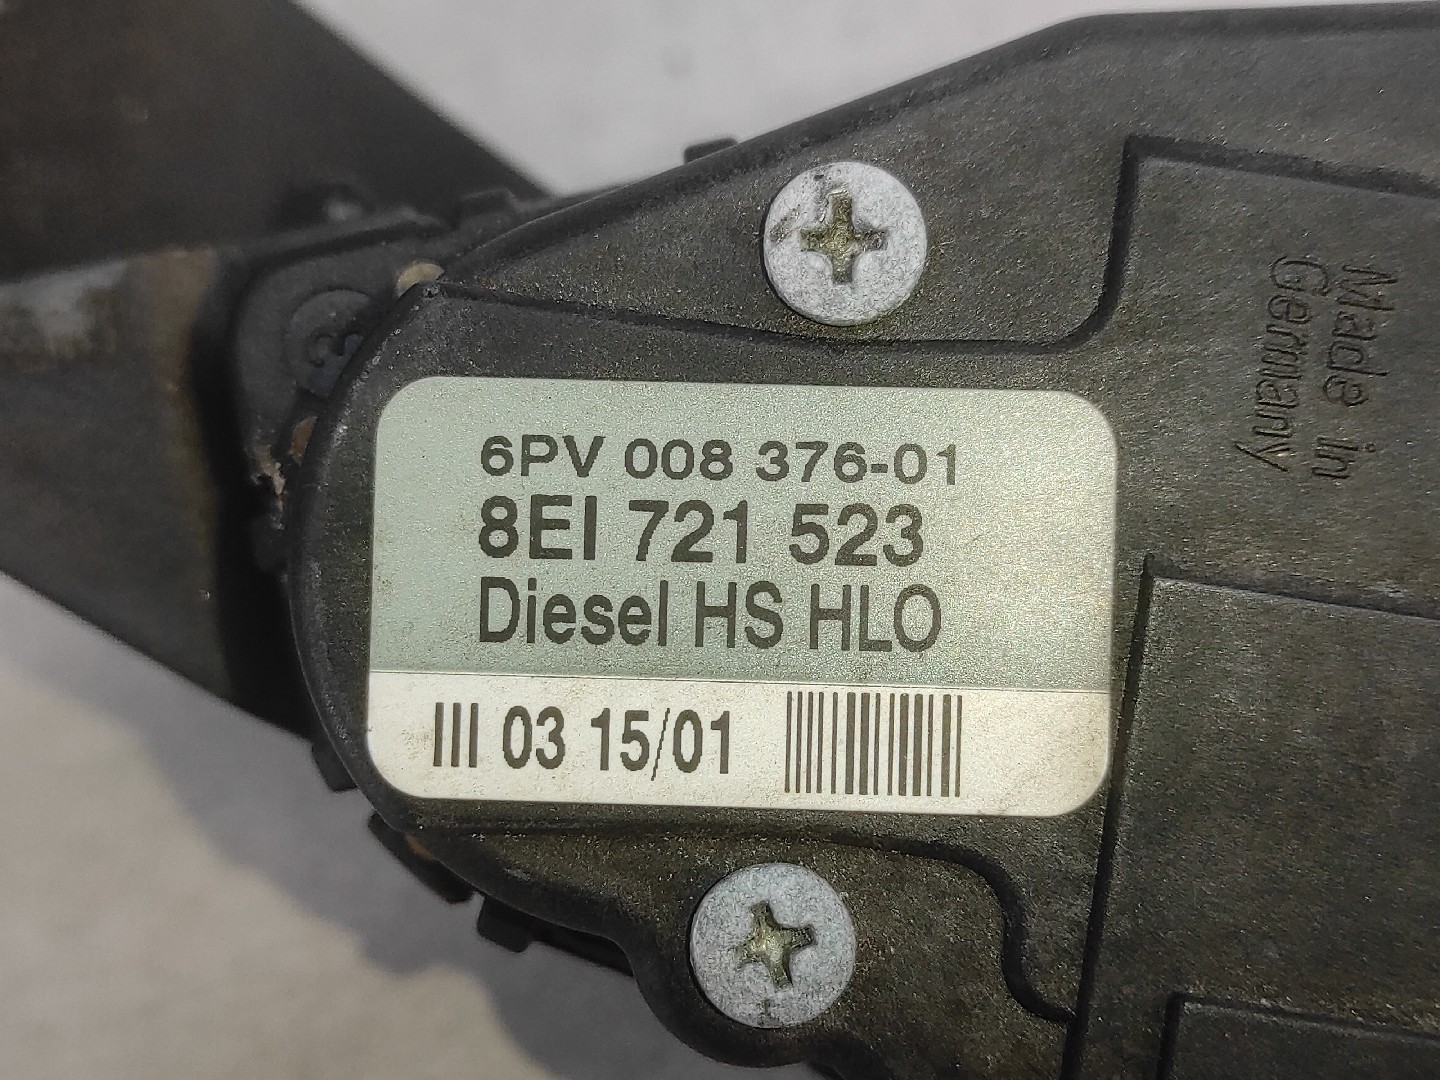 6PV 008 376-01
8EI 721 523
Diesel HS HLO
III 03 15/01
Made in
Germany